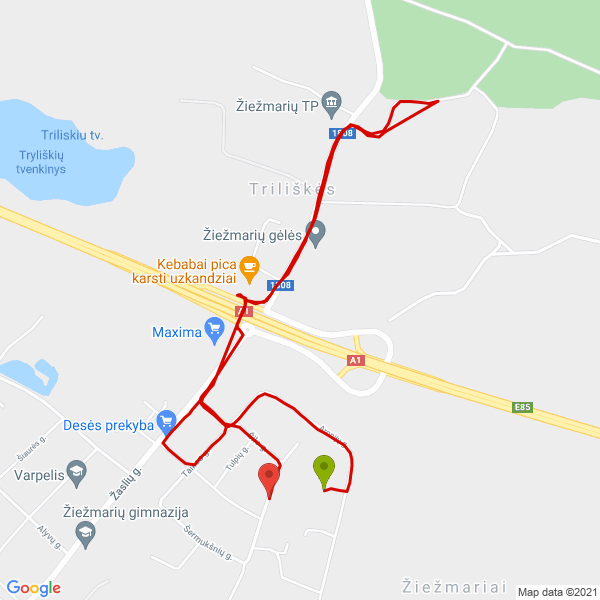 Žiežmarių TP
1808
Triliskiu tv.
Tryliškių
tvenkinys
Triliškės
Žiežmarių gėlės
Kebabai pica
karsti uzkandziai
1808
A1
Maxima
A1
E85
Desės prekyba
Šiaurės g.
Žaslių g.
Tulpių g.
Varpelis
Žiežmarių gimnazija
Alyvų g.
Šermukšnių g.
Žiežmariai
Google
Map data ©2021